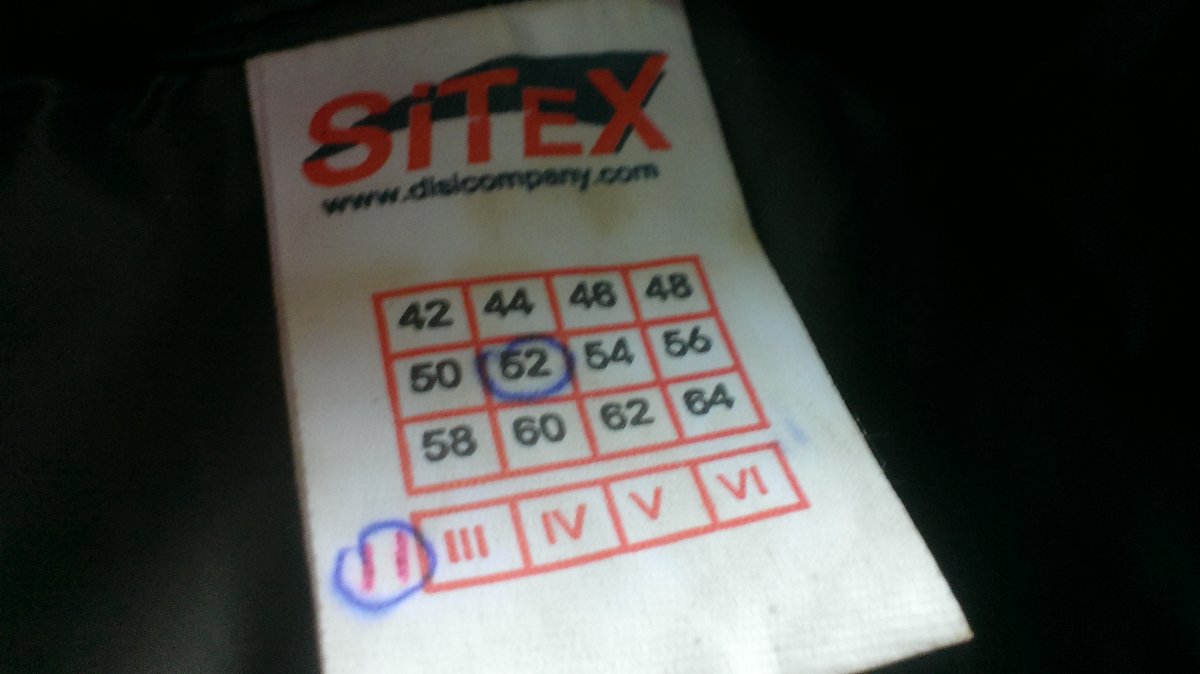 SiTEX
www.disicompany.com
42 44 46 48
50 52 54 56
58 60 62 64
II III IV V VI